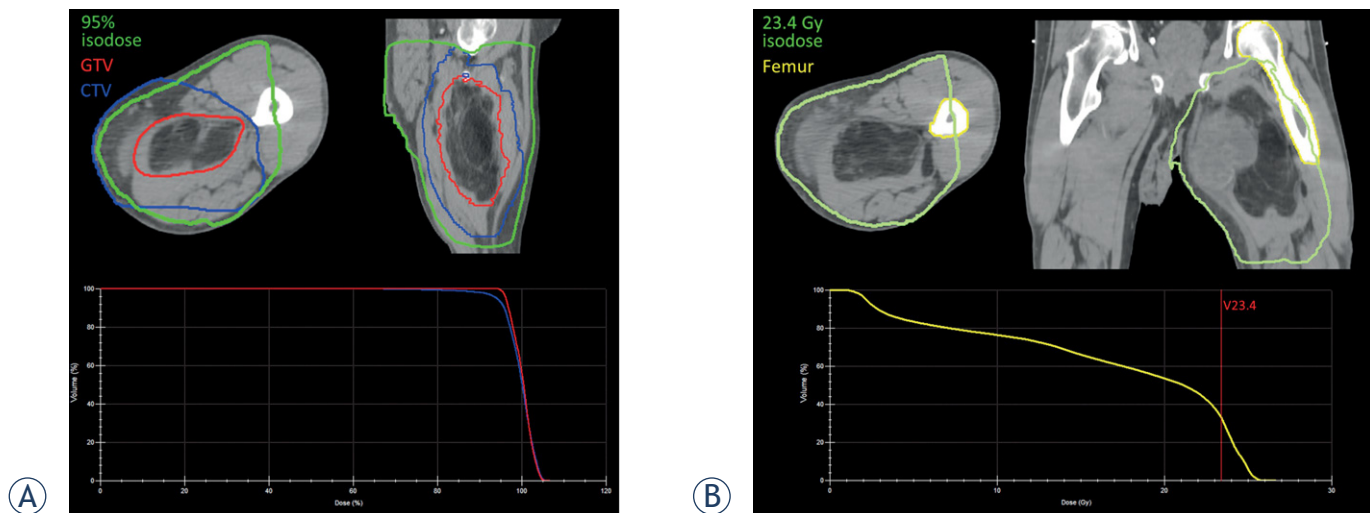 95%
isodose
GTV
CTV
100
80
60
40
20
0
Volume (%)
0 20 40 60 80 100 120
Dose (%)
A
23.4 Gy
isodose
Femur
V23.4
100
80
60
40
20
0
Volume (%)
0 10 20 30
Dose (Gy)
B